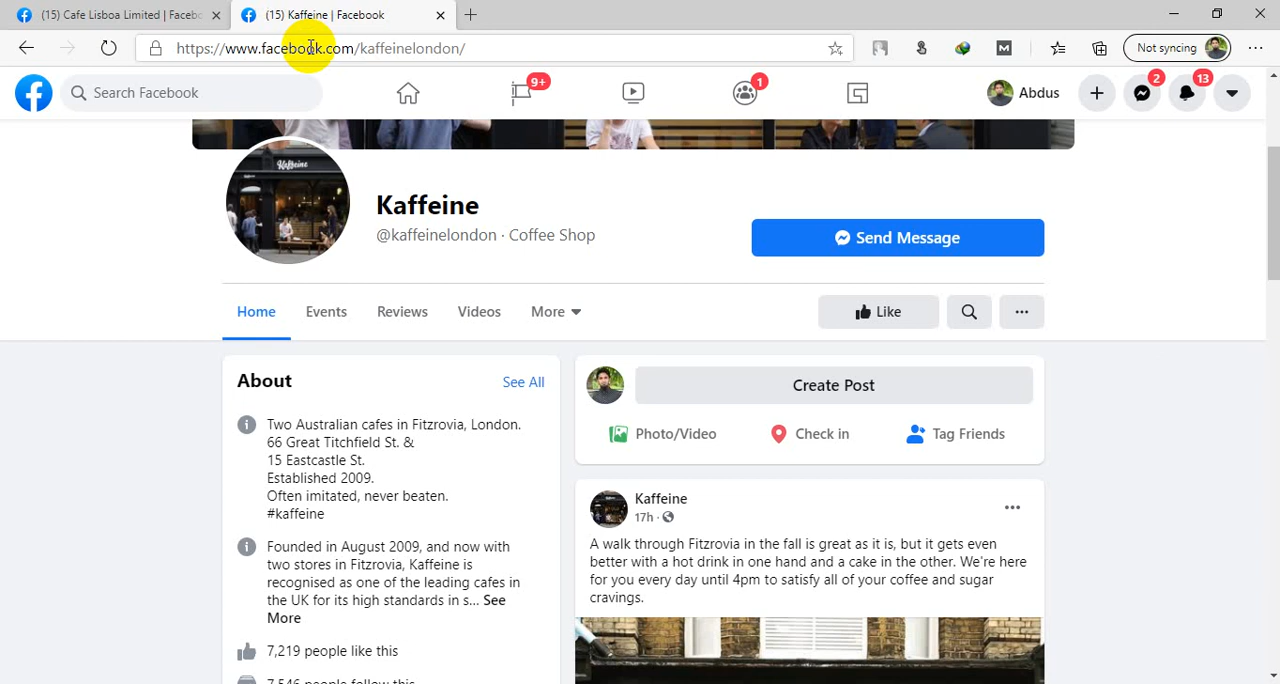 (15) Cafe Lisboa Limited | Facebo
(15) Kaffeine | Facebook
https://www.facebook.com/kaffeinelondon/
Not syncing
Search Facebook
9+
1
Abdus
2
13
Kaffeine
Kaffeine
@kaffeinelondon · Coffee Shop
Send Message
Home
Events
Reviews
Videos
More
Like
About
See All
Two Australian cafes in Fitzrovia, London.
66 Great Titchfield St. &
15 Eastcastle St.
Established 2009.
Often imitated, never beaten.
#kaffeine
Founded in August 2009, and now with
two stores in Fitzrovia, Kaffeine is
recognised as one of the leading cafes in
the UK for its high standards in s... See
More
7,219 people like this
7,546 people follow this
Create Post
Photo/Video
Check in
Tag Friends
Kaffeine
17h ·
A walk through Fitzrovia in the fall is great as it is, but it gets even
better with a hot drink in one hand and a cake in the other. We're here
for you every day until 4pm to satisfy all of your coffee and sugar
cravings.